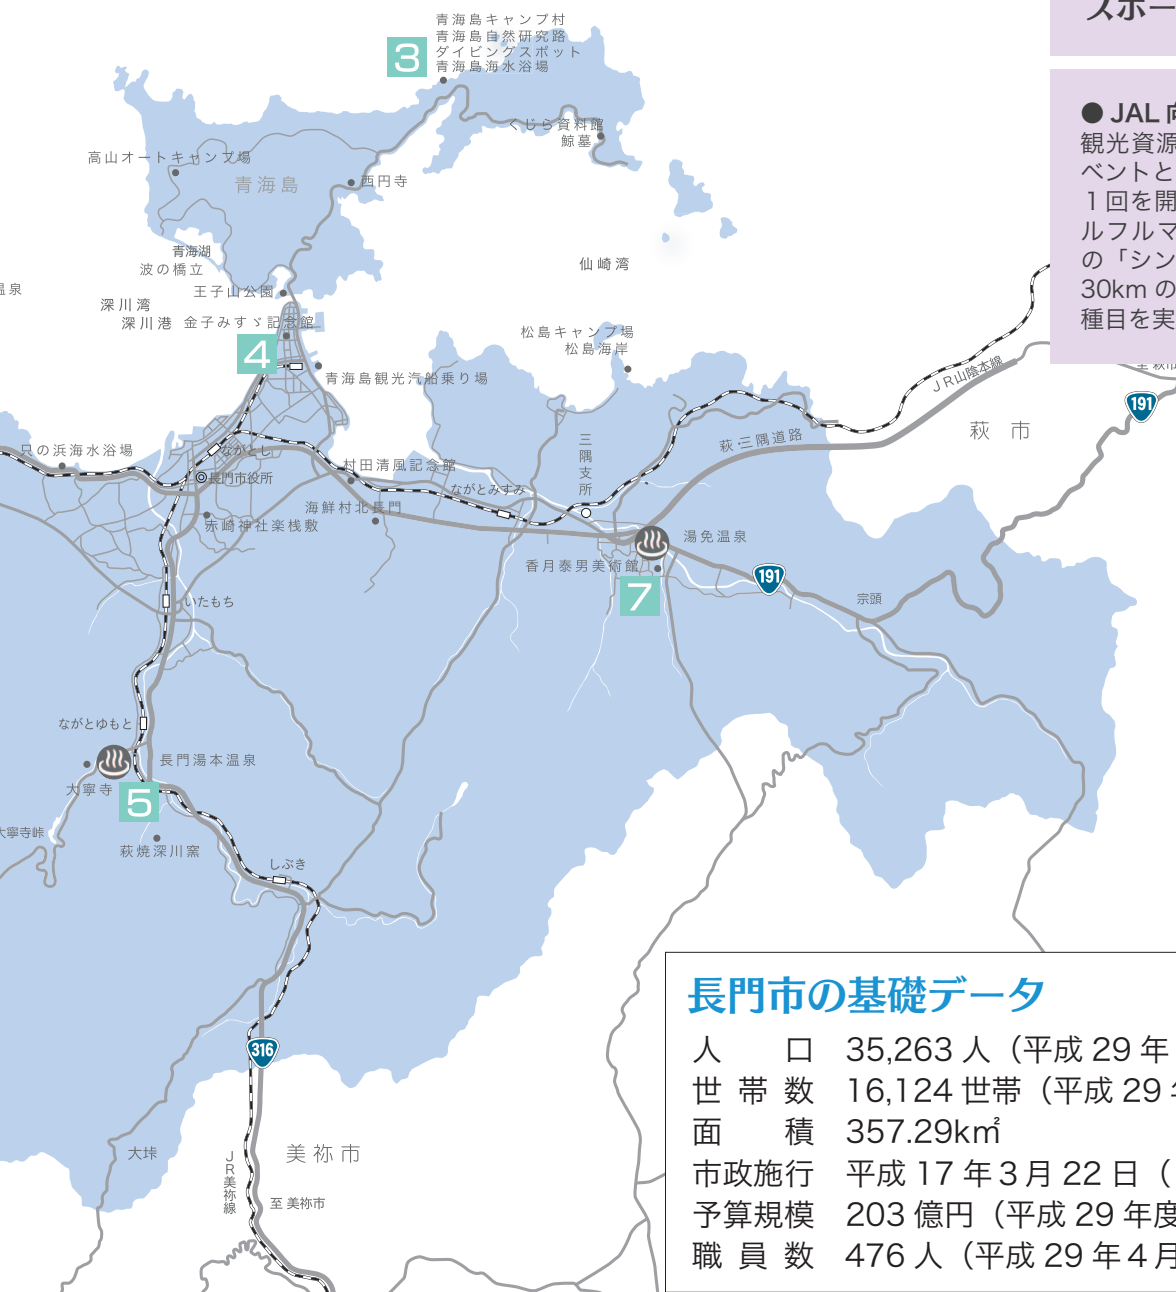 青海島キャンプ村
青海島自然研究路
ダイビングスポット
青海島海水浴場
3
スポー
● JAL 向
観光資源
ベントと
1回を開
ルフルマ
の「シン
30km の
種目を実
くじら資料館
鯨墓
高山オートキャンプ場
青海島
西円寺
青海湖
波の橋立
仙崎湾
温泉
王子山公園
深川湾
深川港
金子みすゞ記念館
4
松島キャンプ場
松島海岸
青海島観光汽船乗り場
JR山陰本線
至 萩市
191
萩市
只の浜海水浴場
ながとし
長門市役所
村田清風記念館
三隅支所
萩・三隅道路
ながとみすみ
海鮮村北長門
赤崎神社楽桟敷
湯免温泉
香月泰男美術館
7
191
宗頭
いたもち
ながとゆもと
長門湯本温泉
大寧寺
5
大寧寺峠
萩焼深川窯
しぶき
316
大垰
JR美祢線
美祢市
至 美祢市
長門市の基礎データ
人口 35,263 人（平成 29 年
世帯数 16,124 世帯（平成 29 年
面積 357.29k㎡
市政施行 平成 17 年 3 月 22 日（
予算規模 203 億円（平成 29 年度
職員数 476 人（平成 29 年 4 月